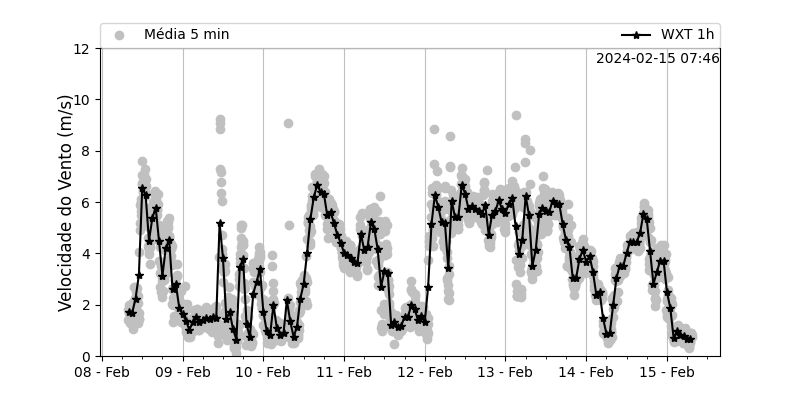 Média 5 min WXT 1h
2024-02-15 07:46
Velocidade do Vento (m/s)
12
10
8
6
4
2
0
08 - Feb 09 - Feb 10 - Feb 11 - Feb 12 - Feb 13 - Feb 14 - Feb 15 - Feb